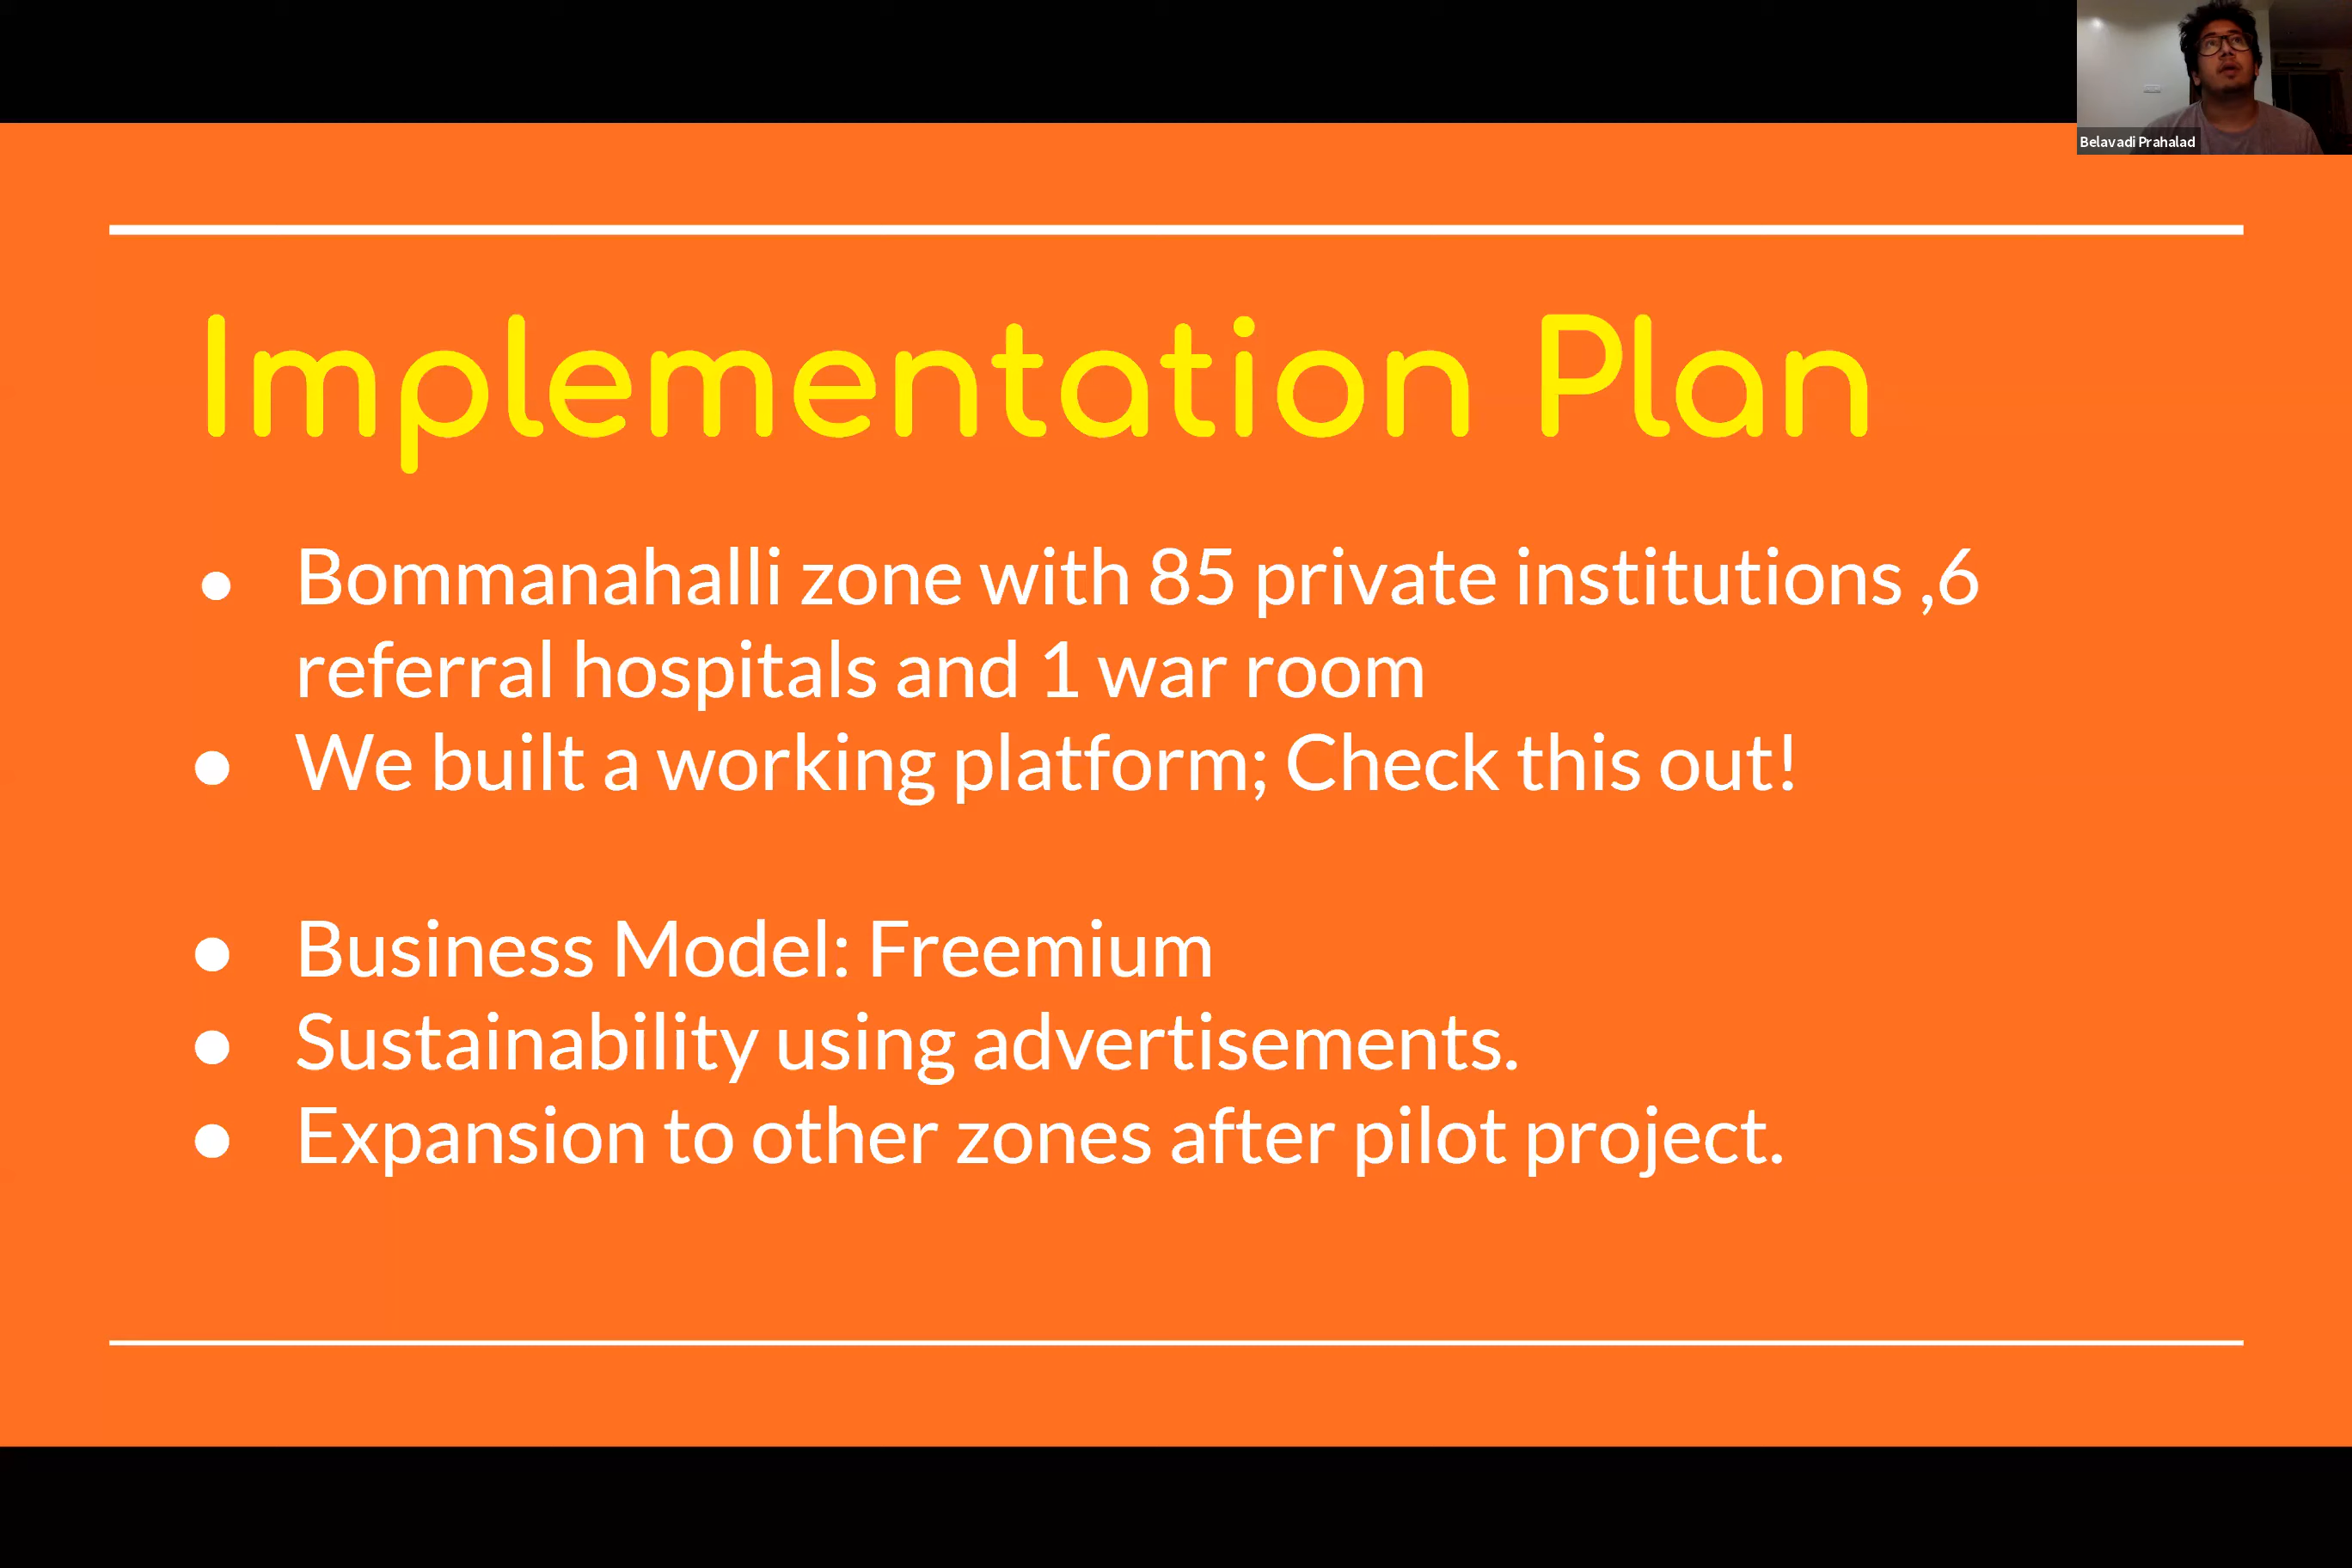 Belavadi Prahalad
Implementation Plan
● Bommanahalli zone with 85 private institutions ,6
referral hospitals and 1 war room
● We built a working platform; Check this out!
● Business Model: Freemium
● Sustainability using advertisements.
● Expansion to other zones after pilot project.